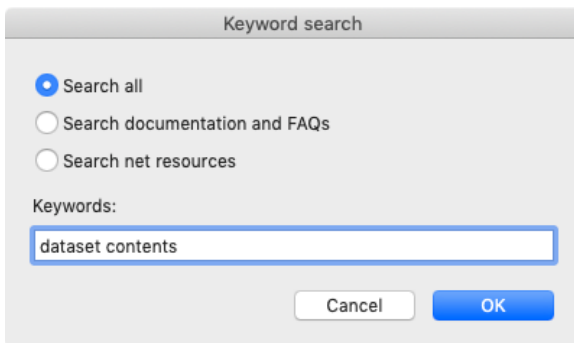 Keyword search
Search all
Search documentation and FAQs
Search net resources
Keywords:
dataset contents
Cancel OK